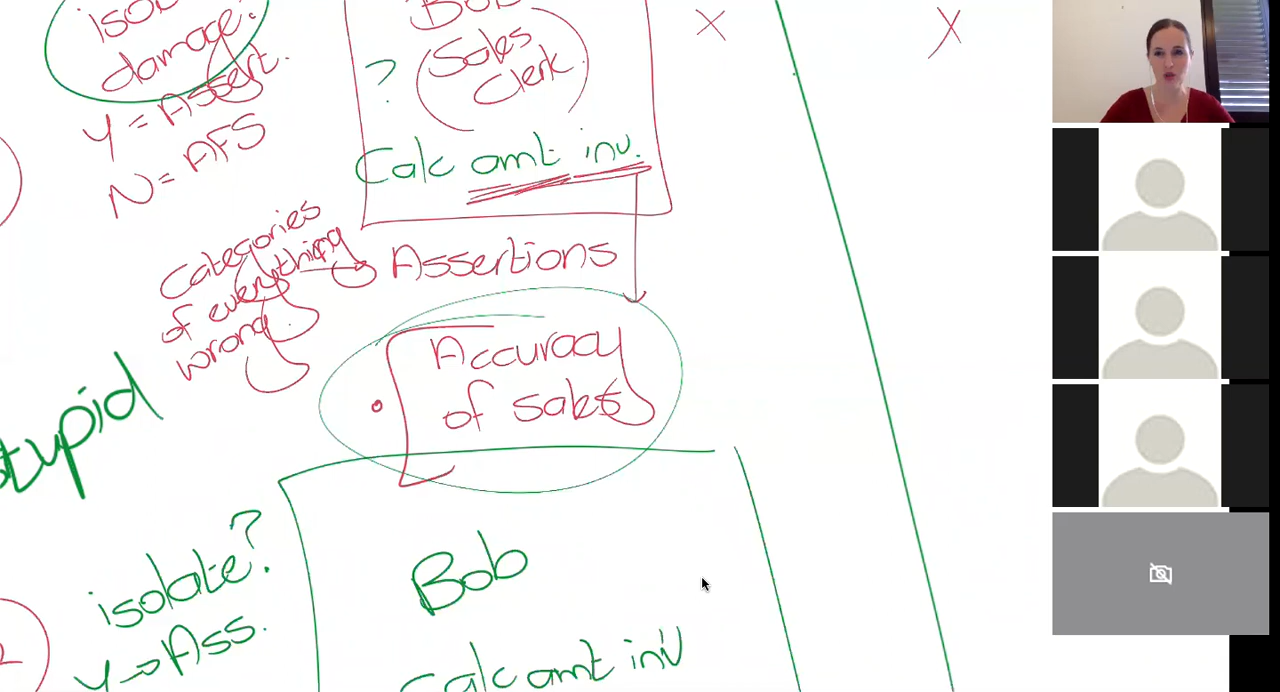 damage?
Y = Assert.
N = AFS
Bob
Sales
Clerk
?
Calc amt inv.
X
X
Categories
of everything
wrong.
Assertions
Accuracy
of sales
stupid
isolate?
Y → Ass.
Bob
Calc amt inv
2